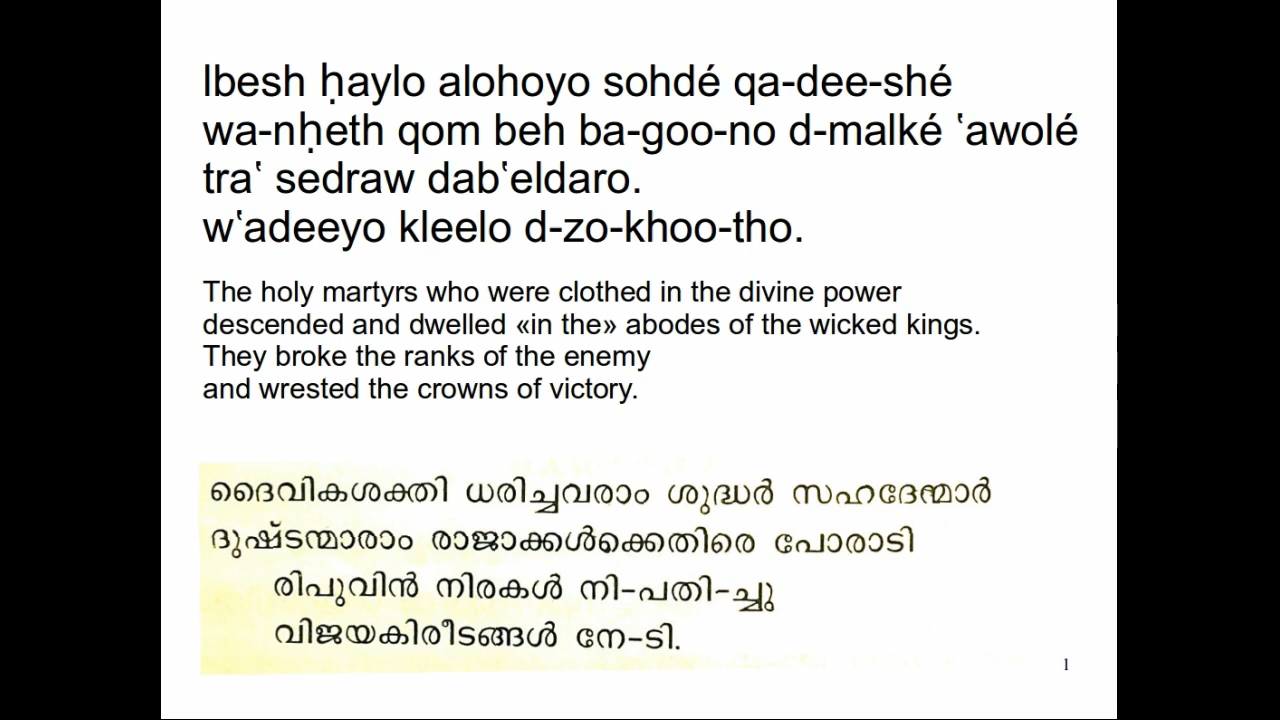 lbesh ḥaylo alohoyo sohdé qa-dee-shé
wa-nḥeth qom beh ba-goo-no d-malké ʽawolé
traʽ sedraw dabʽeldaro.
wʽadeeyo kleelo d-zo-khoo-tho.
The holy martyrs who were clothed in the divine power
descended and dwelled «in the» abodes of the wicked kings.
They broke the ranks of the enemy
and wrested the crowns of victory.
ദൈവികശക്തി ധരിച്ചവരാം ശുദ്ധർ സഹദേന്മാർ
ദുഷ്ടന്മാരാം രാജാക്കൾക്കെതിരെ പോരാടി
രിപുവിൻ നിരകൾ നി-പതി-ച്ചു
വിജയകിരീടങ്ങൾ നേ-ടി.
1